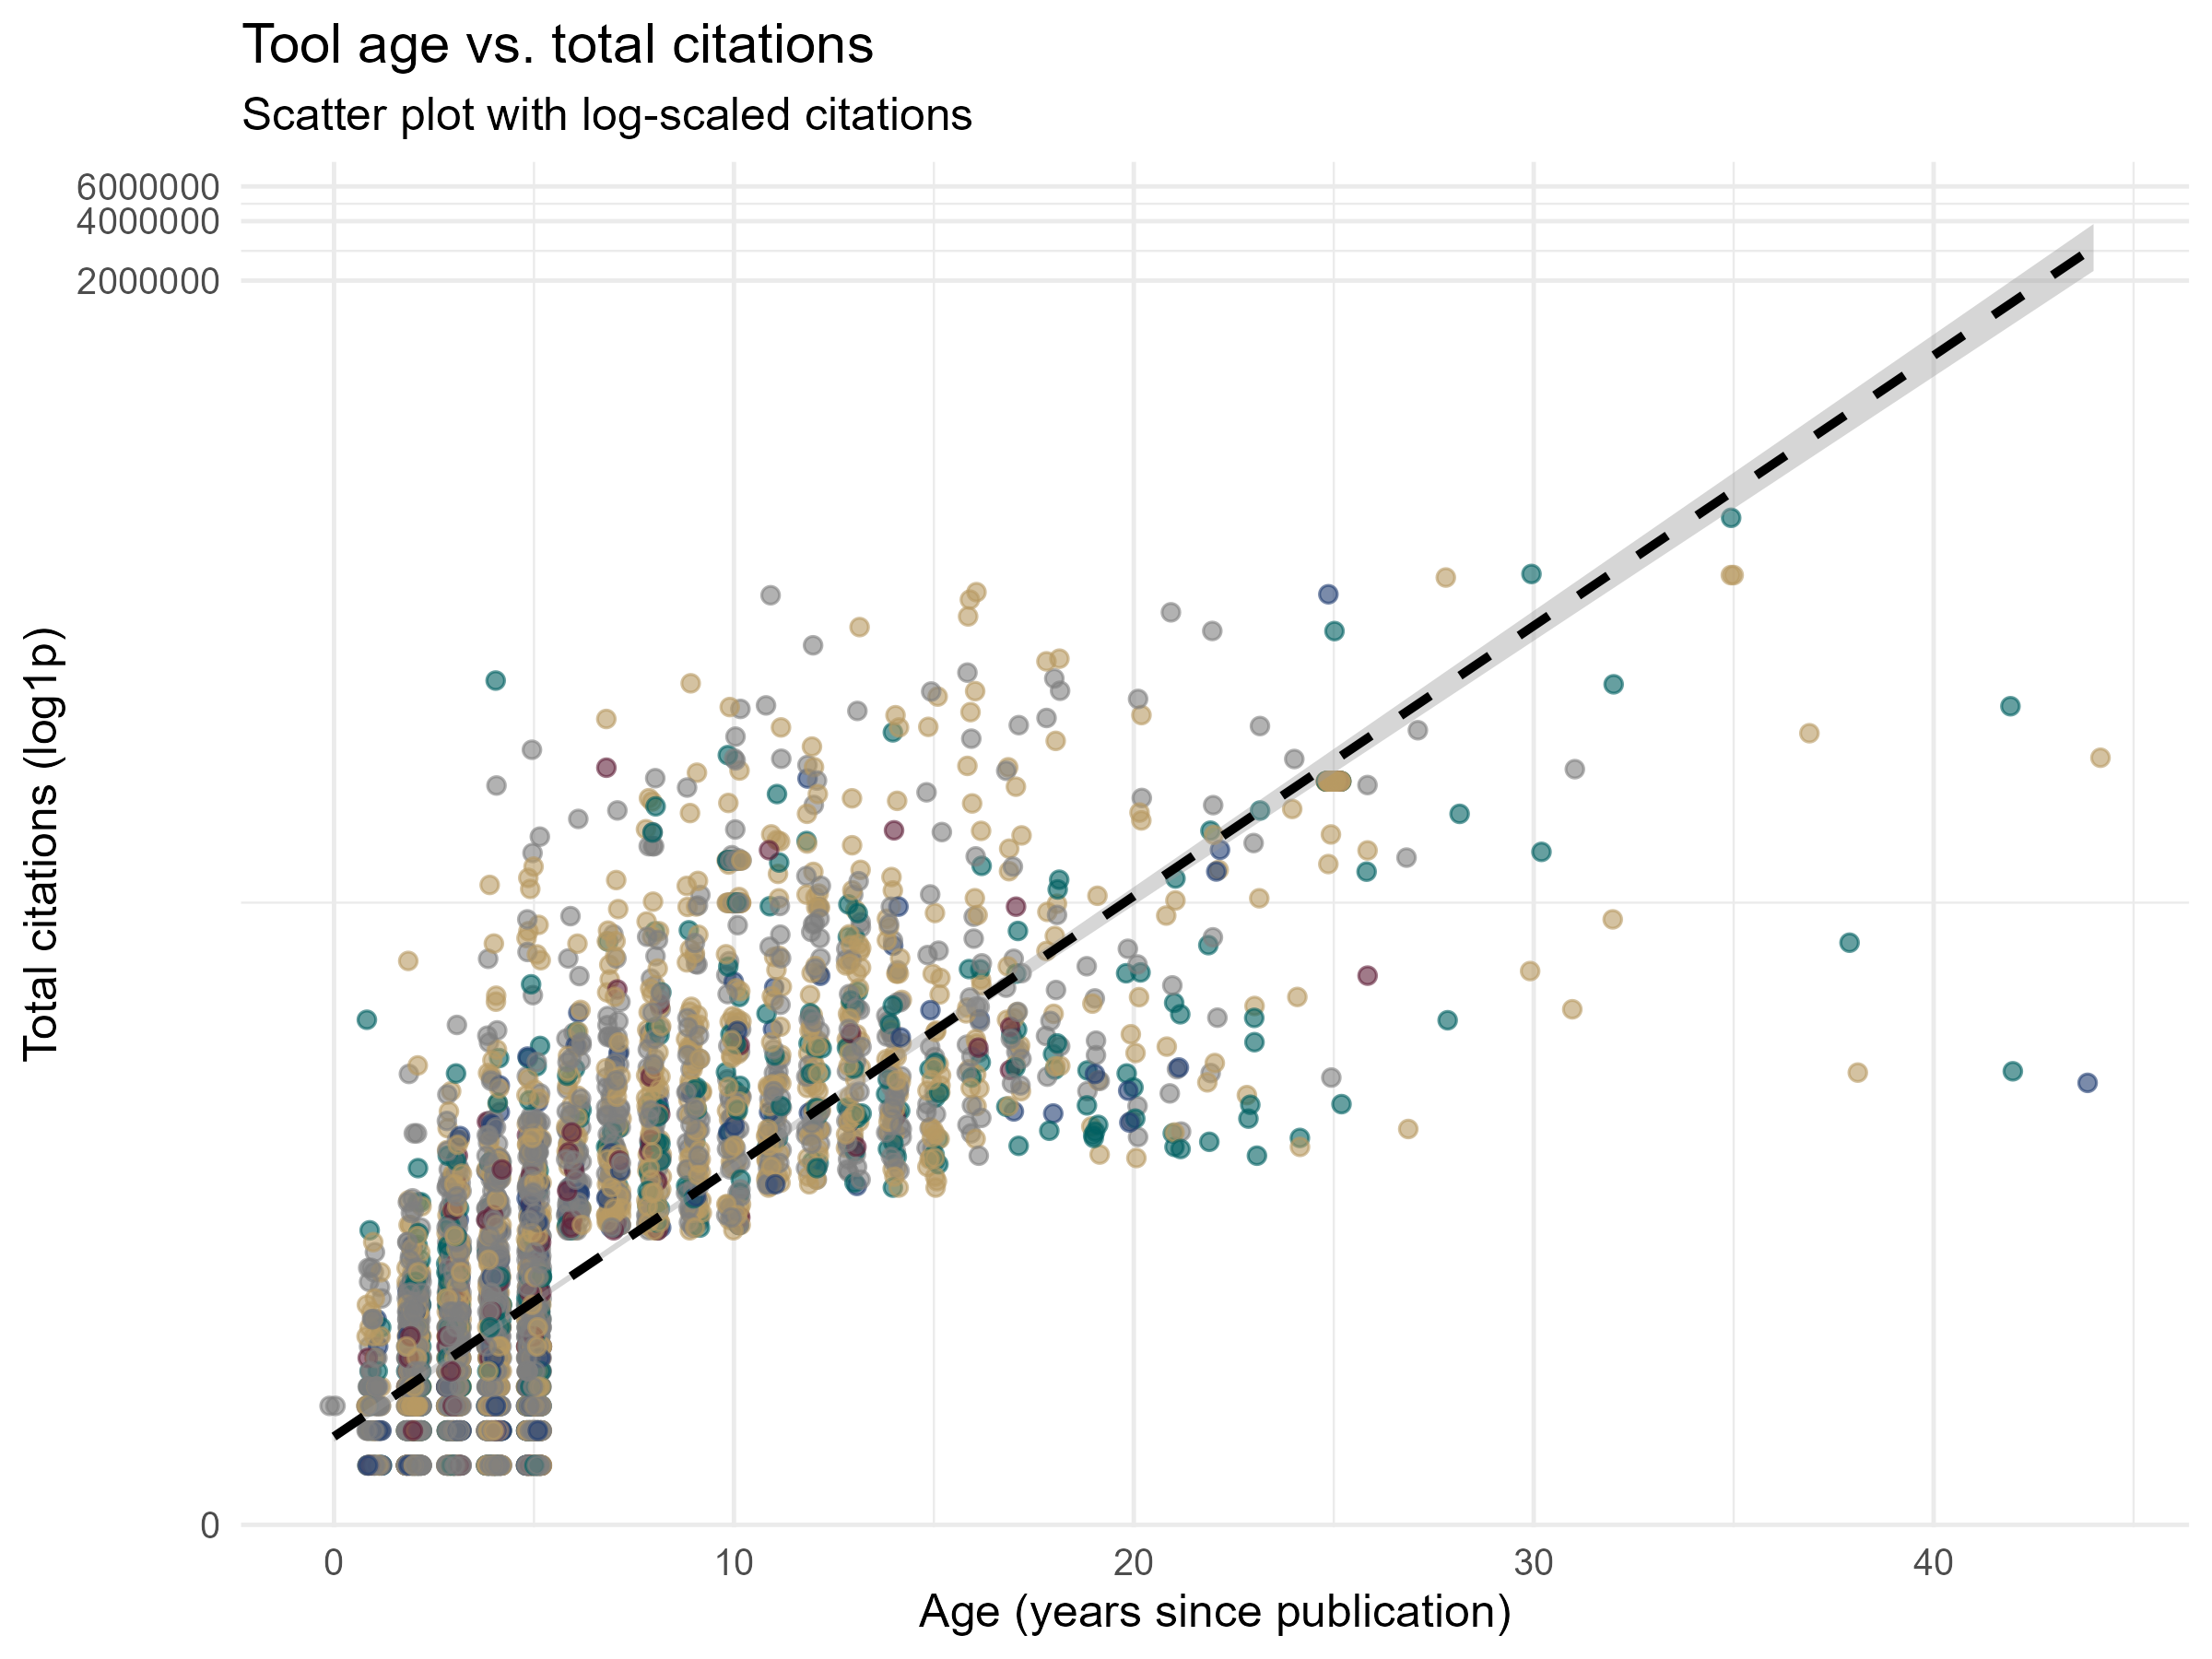 Tool age vs. total citations
Scatter plot with log-scaled citations
6000000
4000000
2000000
0
Total citations (log1p)
0 10 20 30 40
Age (years since publication)